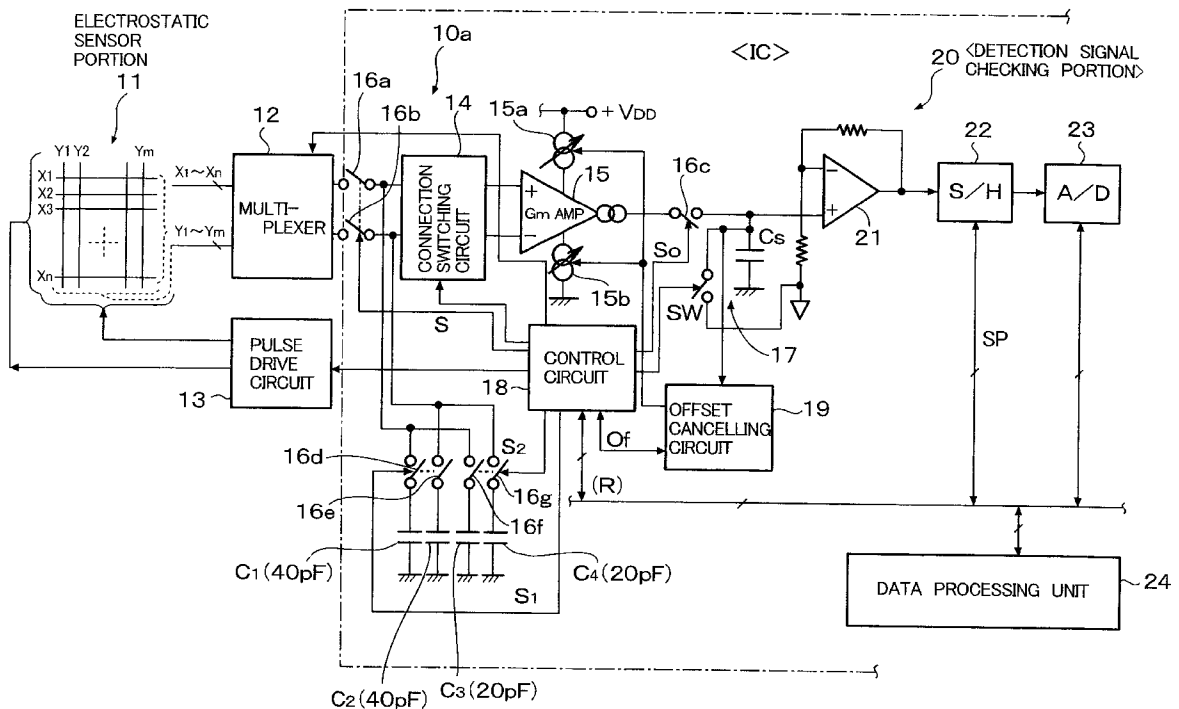 ELECTROSTATIC
SENSOR
PORTION
11
Y1 Y2 Ym
X1
X2
X3
Xn
X1~Xn
Y1~Ym
12
MULTI-
PLEXER
PULSE
DRIVE
CIRCUIT
13
10a
16a
16b
14
CONNECTION
SWITCHING
CIRCUIT
S
<IC>
15a
+VDD
15
+
Gm AMP
−
15b
16c
So
Cs
SW
17
18
CONTROL
CIRCUIT
OFFSET
CANCELLING
CIRCUIT
19
Of
(R)
20
<DETECTION SIGNAL
CHECKING PORTION>
−
+
21
22
S/H
23
A/D
SP
16d
16e
S2
16g
16f
C1(40pF)
C4(20pF)
S1
C2(40pF)
C3(20pF)
DATA PROCESSING UNIT
24